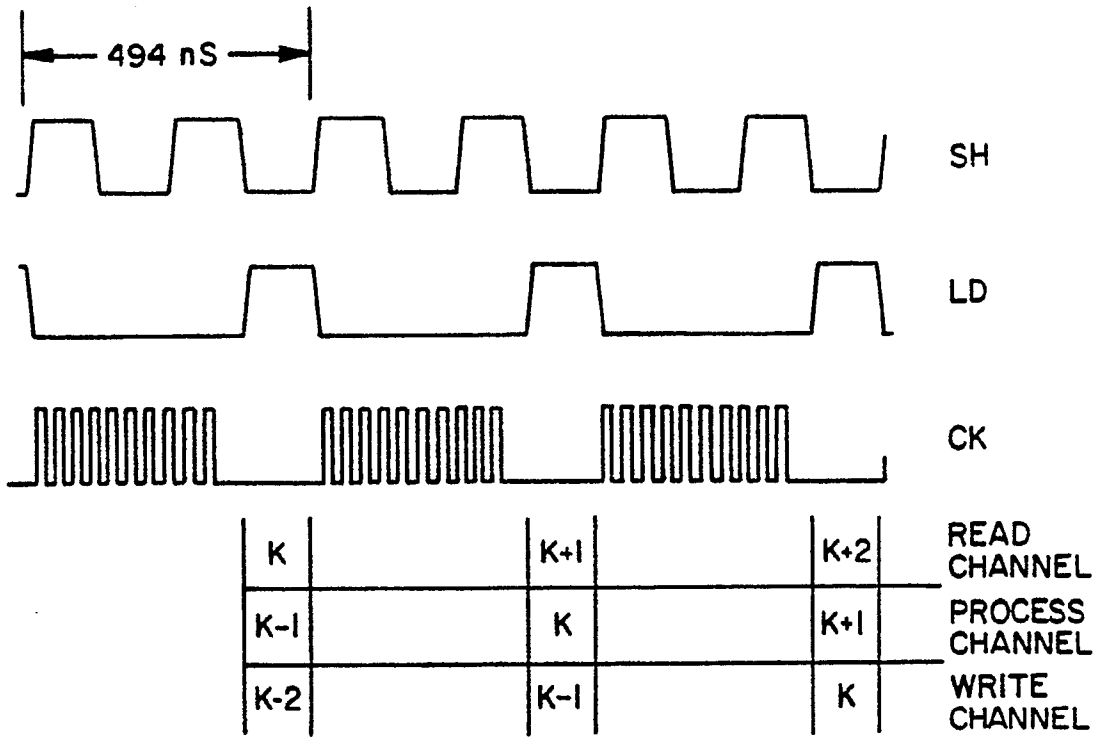 494 nS
SH
LD
CK
K K+1 K+2 READ
CHANNEL
K-1 K K+1 PROCESS
CHANNEL
K-2 K-1 K WRITE
CHANNEL